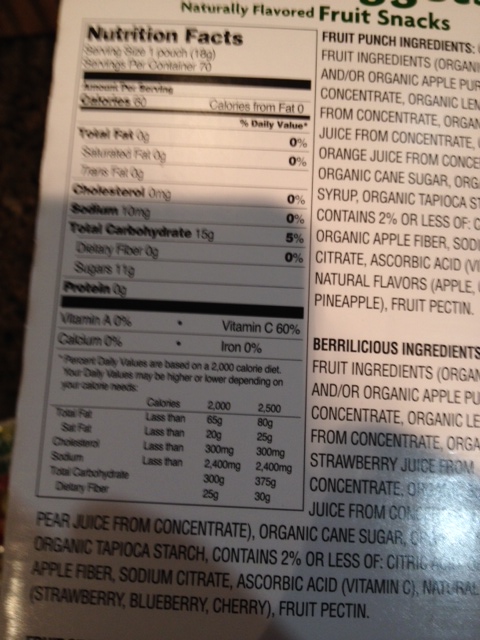 Naturally Flavored Fruit Snacks
Nutrition Facts
Serving Size 1 pouch (18g)
Servings Per Container 70
Amount Per Serving
Calories 60 Calories from Fat 0
% Daily Value*
Total Fat 0g 0%
Saturated Fat 0g 0%
Trans Fat 0g
Cholesterol 0mg 0%
Sodium 10mg 0%
Total Carbohydrate 15g 5%
Dietary Fiber 0g 0%
Sugars 11g
Protein 0g
Vitamin A 0% • Vitamin C 60%
Calcium 0% • Iron 0%
*Percent Daily Values are based on a 2,000 calorie diet.
Your Daily Values may be higher or lower depending on
your calorie needs:
Calories 2,000 2,500
Total Fat Less than 65g 80g
Sat Fat Less than 20g 25g
Cholesterol Less than 300mg 300mg
Sodium Less than 2,400mg 2,400mg
Total Carbohydrate 300g 375g
Dietary Fiber 25g 30g
FRUIT PUNCH INGREDIENTS:
FRUIT INGREDIENTS (ORGANI
AND/OR ORGANIC APPLE PUR
CONCENTRATE, ORGANIC LEM
FROM CONCENTRATE, ORGAN
JUICE FROM CONCENTRATE,
ORANGE JUICE FROM CONCE
ORGANIC CANE SUGAR, ORG
SYRUP, ORGANIC TAPIOCA ST
CONTAINS 2% OR LESS OF: C
ORGANIC APPLE FIBER, SODI
CITRATE, ASCORBIC ACID (VI
NATURAL FLAVORS (APPLE,
PINEAPPLE), FRUIT PECTIN.
BERRILICIOUS INGREDIENTS
FRUIT INGREDIENTS (ORGAN
AND/OR ORGANIC APPLE PU
CONCENTRATE, ORGANIC LE
FROM CONCENTRATE, ORGA
STRAWBERRY JUICE FROM
CONCENTRATE,
JUICE FROM CON
PEAR JUICE FROM CONCENTRATE), ORGANIC CANE SUGAR,
ORGANIC TAPIOCA STARCH, CONTAINS 2% OR LESS OF: CITRIC
APPLE FIBER, SODIUM CITRATE, ASCORBIC ACID (VITAMIN C), NATURAL
(STRAWBERRY, BLUEBERRY, CHERRY), FRUIT PECTIN.